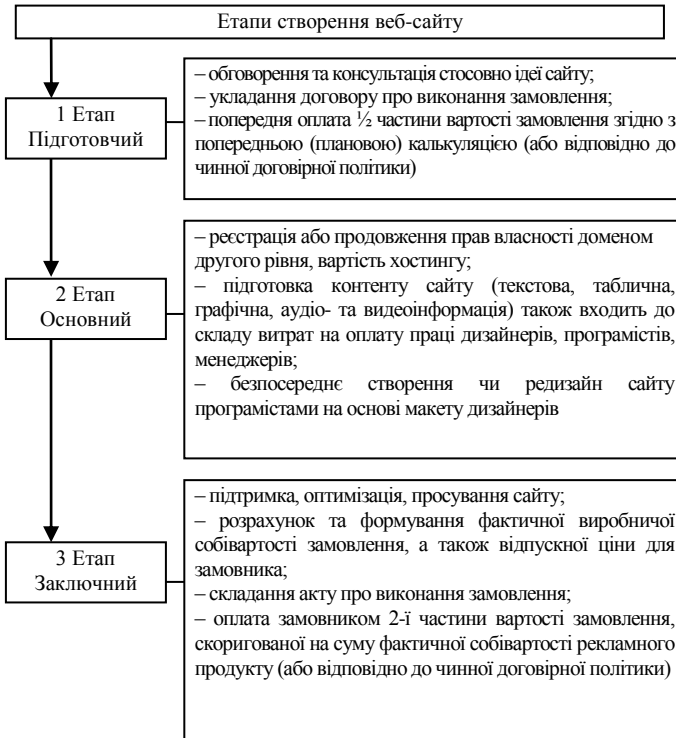 Етапи створення веб-сайту
1 Етап
Підготовчий
– обговорення та консультація стосовно ідеї сайту;
– укладання договору про виконання замовлення;
– попередня оплата ½ частини вартості замовлення згідно з
попередньою (плановою) калькуляцією (або відповідно до
чинної договірної політики)
2 Етап
Основний
– реєстрація або продовження прав власності доменом
другого рівня, вартість хостингу;
– підготовка контенту сайту (текстова, таблична,
графічна, аудіо- та видеоінформація) також входить до
складу витрат на оплату праці дизайнерів, програмістів,
менеджерів;
– безпосереднє створення чи редизайн сайту
програмістами на основі макету дизайнерів
3 Етап
Заключний
– підтримка, оптимізація, просування сайту;
– розрахунок та формування фактичної виробничої
собівартості замовлення, а також відпускної ціни для
замовника;
– складання акту про виконання замовлення;
– оплата замовником 2-ї частини вартості замовлення,
скоригованої на суму фактичної собівартості рекламного
продукту (або відповідно до чинної договірної політики)